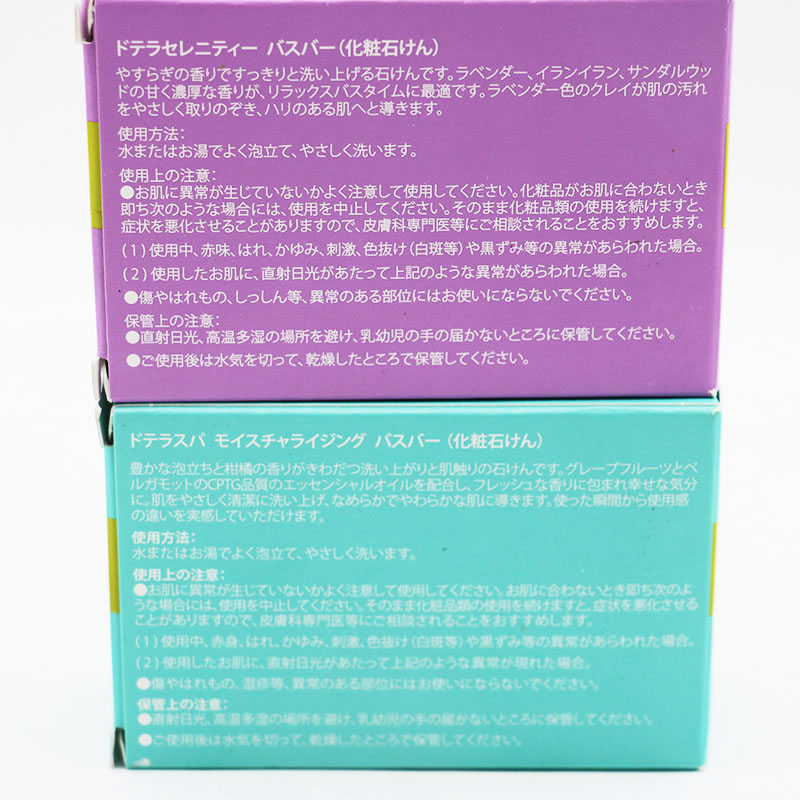 ドテラセレニティー バスバー（化粧石けん）
やすらぎの香りですっきりと洗い上げる石けんです。ラベンダー、イランイラン、サンダルウッ
ドの甘く濃厚な香りが、リラックスバスタイムに最適です。ラベンダー色のクレイが肌の汚れ
をやさしく取りのぞき、ハリのある肌へと導きます。
使用方法：
水またはお湯でよく泡立て、やさしく洗います。
使用上の注意：
●お肌に異常が生じていないかよく注意して使用してください。化粧品がお肌に合わないとき
即ち次のような場合には、使用を中止してください。そのまま化粧品類の使用を続けますと、
症状を悪化させることがありますので、皮膚科専門医等にご相談されることをおすすめします。
（1）使用中、赤味、はれ、かゆみ、刺激、色抜け（白斑等）や黒ずみ等の異常があらわれた場合。
（2）使用したお肌に、直射日光があたって上記のような異常があらわれた場合。
●傷やはれもの、しっしん等、異常のある部位にはお使いにならないでください。
保管上の注意：
●直射日光、高温多湿の場所を避け、乳幼児の手の届かないところに保管してください。
●ご使用後は水気を切って、乾燥したところで保管してください。
ドテラスパ モイスチャライジング バスバー（化粧石けん）
豊かな泡立ちと柑橘の香りがきわだつ洗い上がりと肌触りの石けんです。グレープフルーツとベ
ルガモットのCPTG品質のエッセンシャルオイルを配合し、フレッシュな香りに包まれ幸せな気分
に。肌をやさしく清潔に洗い上げ、なめらかでやわらかな肌に導きます。使った瞬間から使用感
の違いを実感していただけます。
使用方法：
水またはお湯でよく泡立て、やさしく洗います。
使用上の注意：
●お肌に異常が生じていないかよく注意して使用してください。お肌に合わないとき即ち次のよ
うな場合には、使用を中止してください。そのまま化粧品類の使用を続けますと、症状を悪化させる
ことがありますので、皮膚科専門医等にご相談されることをおすすめします。
（1）使用中、赤身、はれ、かゆみ、刺激、色抜け（白斑等）や黒ずみ等の異常があらわれた場合。
（2）使用したお肌に、直射日光があたって上記のような異常が現れた場合。
●傷やはれもの、湿疹等、異常のある部位にはお使いにならないでください。
保管上の注意：
●直射日光、高温多湿の場所を避け、乳幼児の手の届かないところに保管してください。
●ご使用後は水気を切って、乾燥したところで保管してください。